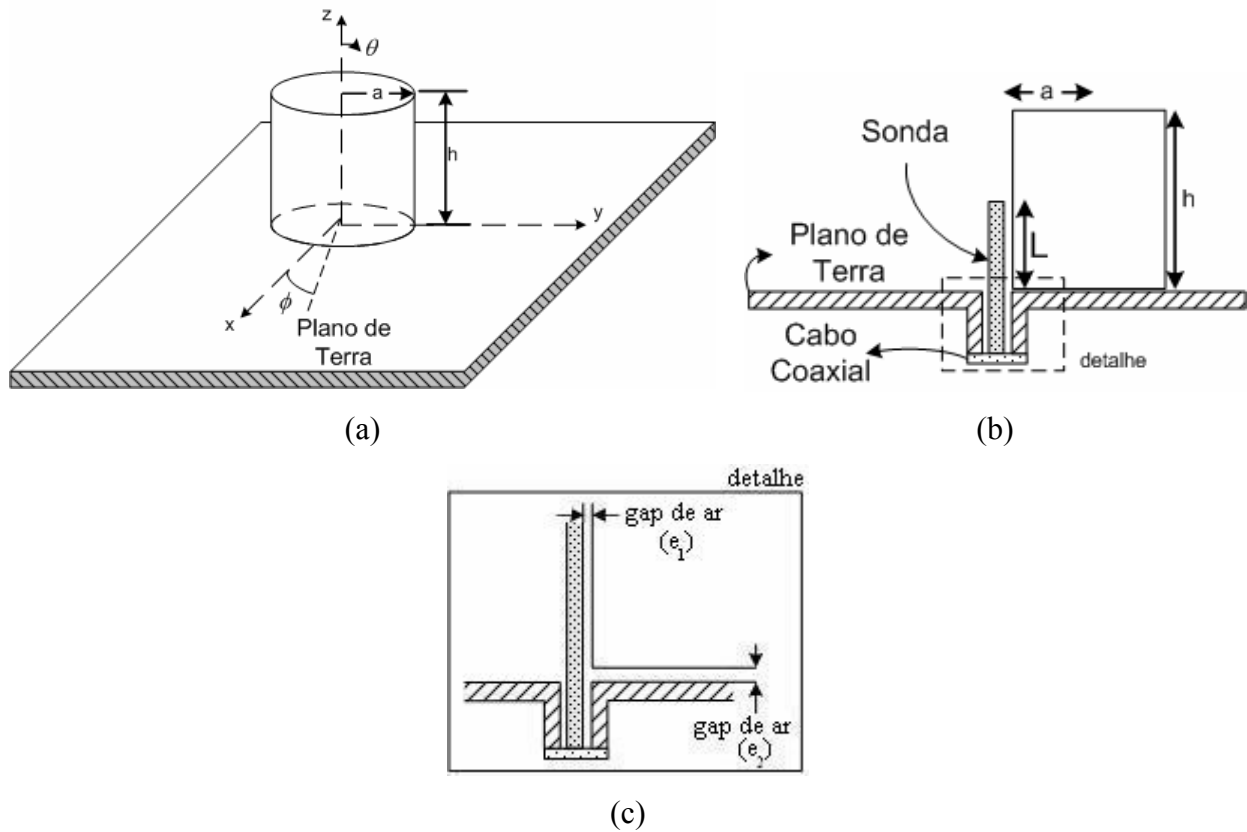 z
θ
a
h
y
ϕ
x
Plano de
Terra
(a)
a
Sonda
h
L
Plano de
Terra
Cabo
Coaxial
detalhe
(b)
detalhe
gap de ar
(e₁)
gap de ar
(e₂)
(c)